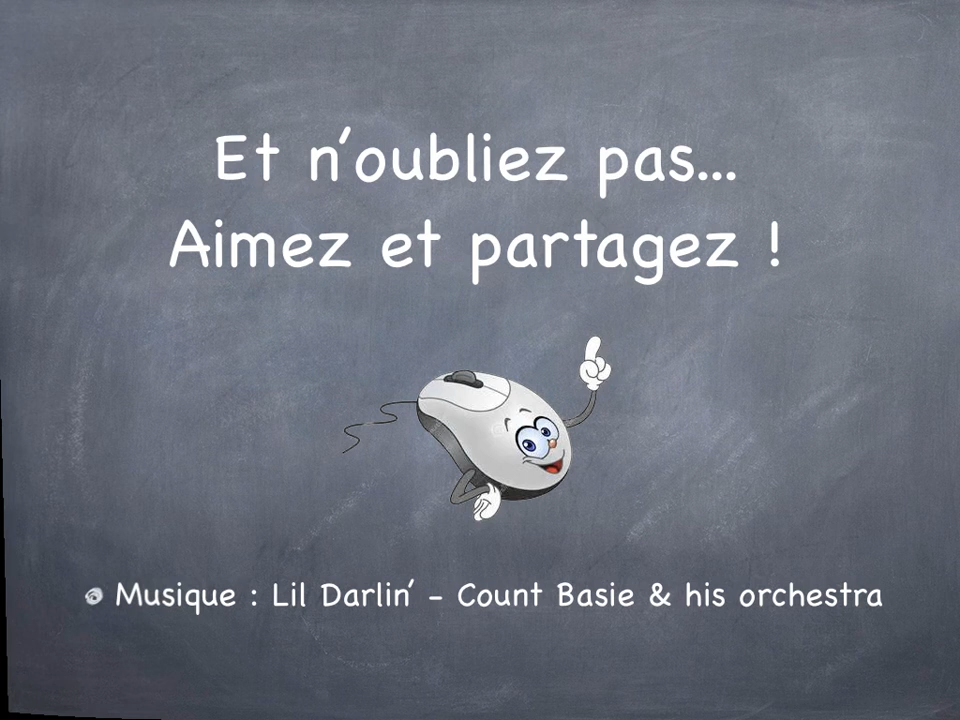 Et n'oubliez pas...
Aimez et partagez !
Musique : Lil Darlin' - Count Basie & his orchestra